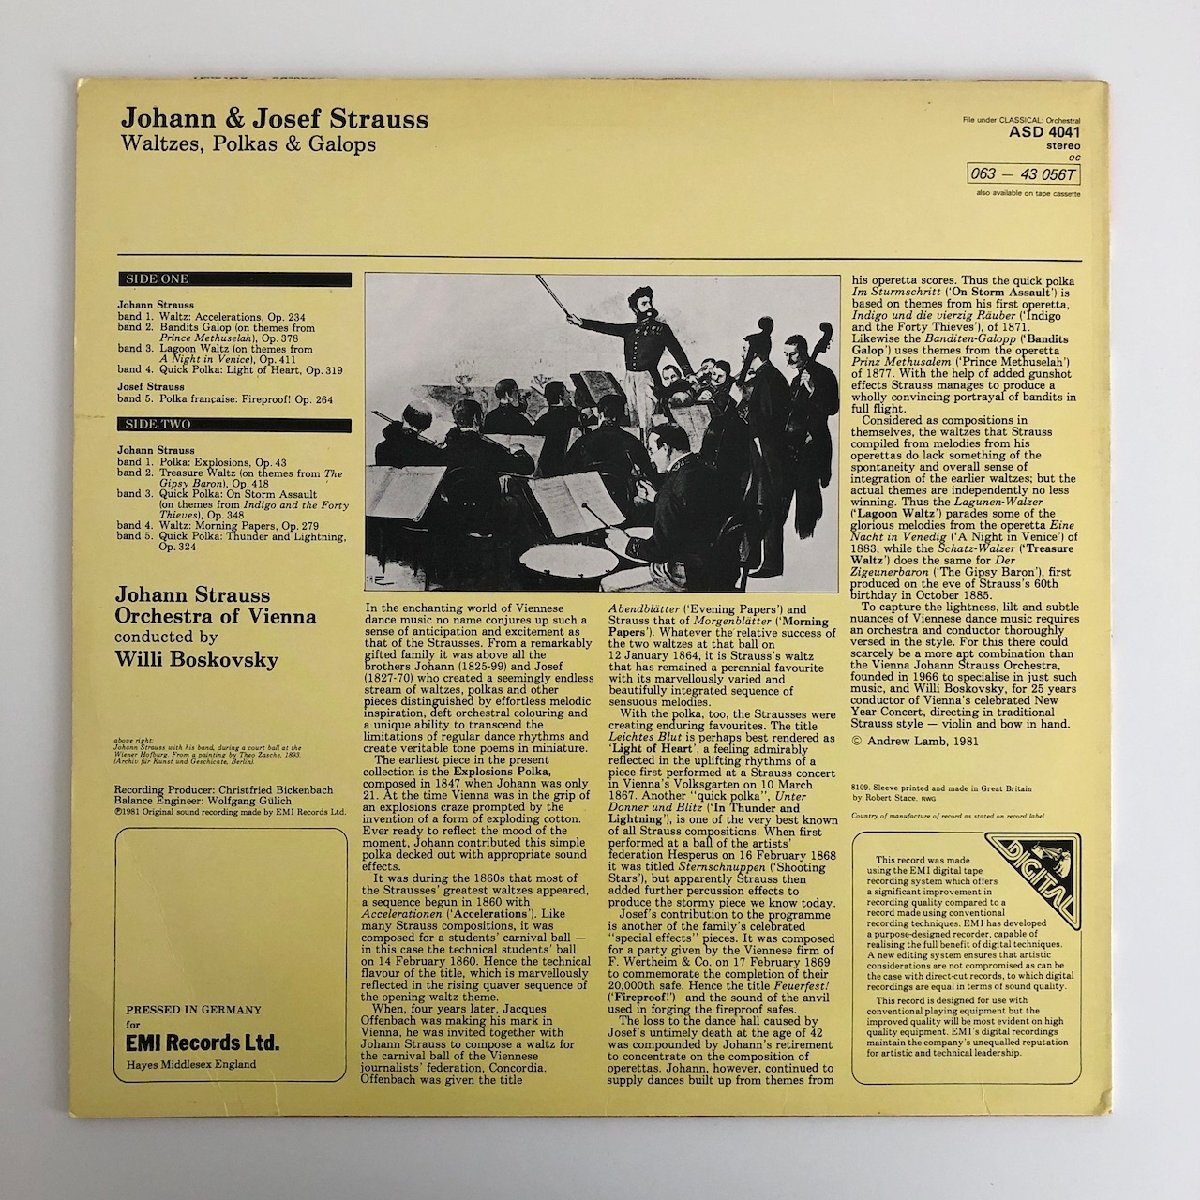 Johann & Josef Strauss
Waltzes, Polkas & Galops
File under CLASSICAL: Orchestral
ASD 4041
stereo
OC
063 — 43 056T
also available on tape cassette
SIDE ONE
Johann Strauss
band 1. Waltz: Accelerations, Op. 234
band 2. Bandits Galop (on themes from
Prince Methuselah), Op. 378
band 3. Lagoon Waltz (on themes from
A Night in Venice), Op. 411
band 4. Quick Polka: Light of Heart, Op. 319
Josef Strauss
band 5. Polka française: Fireproof! Op. 264
SIDE TWO
Johann Strauss
band 1. Polka: Explosions, Op. 43
band 2. Treasure Waltz (on themes from The
Gipsy Baron), Op. 418
band 3. Quick Polka: On Storm Assault
(on themes from Indigo and the Forty
Thieves), Op. 348
band 4. Waltz: Morning Papers, Op. 279
band 5. Quick Polka: Thunder and Lightning,
Op. 324
Johann Strauss
Orchestra of Vienna
conducted by
Willi Boskovsky
above right:
Johann Strauss with his band, during a court ball at the
Wiener Hofburg. From a painting by Theo Zasche, 1893.
(Archiv für Kunst und Geschichte, Berlin).
Recording Producer: Christfried Bickenbach
Balance Engineer: Wolfgang Gülich
℗1981 Original sound recording made by EMI Records Ltd.
PRESSED IN GERMANY
for
EMI Records Ltd.
Hayes Middlesex England
In the enchanting world of Viennese
dance music no name conjures up such a
sense of anticipation and excitement as
that of the Strausses. From a remarkably
gifted family it was above all the
brothers Johann (1825-99) and Josef
(1827-70) who created a seemingly endless
stream of waltzes, polkas and other
pieces distinguished by effortless melodic
inspiration, deft orchestral colouring and
a unique ability to transcend the
limitations of regular dance rhythms and
create veritable tone poems in miniature.
The earliest piece in the present
collection is the Explosions Polka,
composed in 1847 when Johann was only
21. At the time Vienna was in the grip of
an explosions craze prompted by the
invention of a form of exploding cotton.
Ever ready to reflect the mood of the
moment, Johann contributed this simple
polka decked out with appropriate sound
effects.
It was during the 1860s that most of
the Strausses' greatest waltzes appeared,
a sequence begun in 1860 with
Accelerationen ('Accelerations'). Like
many Strauss compositions, it was
composed for a students' carnival ball —
in this case the technical students' ball
on 14 February 1860. Hence the technical
flavour of the title, which is marvellously
reflected in the rising quaver sequence of
the opening waltz theme.
When, four years later, Jacques
Offenbach was making his mark in
Vienna, he was invited together with
Johann Strauss to compose a waltz for
the carnival ball of the Viennese
journalists' federation, Concordia.
Offenbach was given the title
Abendblätter ('Evening Papers') and
Strauss that of Morgenblätter ('Morning
Papers'). Whatever the relative success of
the two waltzes at that ball on
12 January 1864, it is Strauss's waltz
that has remained a perennial favourite
with its marvellously varied and
beautifully integrated sequence of
sensuous melodies.
With the polka, too, the Strausses were
creating enduring favourites. The title
Leichtes Blut is perhaps best rendered as
'Light of Heart', a feeling admirably
reflected in the uplifting rhythms of a
piece first performed at a Strauss concert
in Vienna's Volksgarten on 10 March
1867. Another "quick polka", Unter
Donner und Blitz ('In Thunder and
Lightning'), is one of the very best known
of all Strauss compositions. When first
performed at a ball of the artists'
federation Hesperus on 16 February 1868
it was titled Sternschnuppen ('Shooting
Stars'), but apparently Strauss then
added further percussion effects to
produce the stormy piece we know today.
Josef's contribution to the programme
is another of the family's celebrated
"special effects" pieces. It was composed
for a party given by the Viennese firm of
F. Wertheim & Co. on 17 February 1869
to commemorate the completion of their
20,000th safe. Hence the title Feuerfest!
('Fireproof!') and the sound of the anvil
used in forging the fireproof safes.
The loss to the dance hall caused by
Josef's untimely death at the age of 42
was compounded by Johann's retirement
to concentrate on the composition of
operettas. Johann, however, continued to
supply dances built up from themes from
his operetta scores. Thus the quick polka
Im Sturmschritt ('On Storm Assault') is
based on themes from his first operetta,
Indigo und die vierzig Räuber ('Indigo
and the Forty Thieves'), of 1871.
Likewise the Banditen-Galopp ('Bandits
Galop') uses themes from the operetta
Prinz Methusalem ('Prince Methuselah')
of 1877. With the help of added gunshot
effects Strauss manages to produce a
wholly convincing portrayal of bandits in
full flight.
Considered as compositions in
themselves, the waltzes that Strauss
compiled from melodies from his
operettas do lack something of the
spontaneity and overall sense of
integration of the earlier waltzes; but the
actual themes are independently no less
winning. Thus the Lagunen-Walzer
('Lagoon Waltz') parades some of the
glorious melodies from the operetta Eine
Nacht in Venedig ('A Night in Venice') of
1883, while the Schatz-Walzer ('Treasure
Waltz') does the same for Der
Zigeunerbaron ('The Gipsy Baron'), first
produced on the eve of Strauss's 60th
birthday in October 1885.
To capture the lightness, lilt and subtle
nuances of Viennese dance music requires
an orchestra and conductor thoroughly
versed in the style. For this there could
scarcely be a more apt combination than
the Vienna Johann Strauss Orchestra,
founded in 1966 to specialise in just such
music, and Willi Boskovsky, for 25 years
conductor of Vienna's celebrated New
Year Concert, directing in traditional
Strauss style — violin and bow in hand.
© Andrew Lamb, 1981
8109. Sleeve printed and made in Great Britain
by Robert Stace. RWG
Country of manufacture of record as stated on record label
DIGITAL
This record was made
using the EMI digital tape
recording system which offers
a significant improvement in
recording quality compared to a
record made using conventional
recording techniques. EMI has developed
a purpose-designed recorder, capable of
realising the full benefit of digital techniques.
A new editing system ensures that artistic
considerations are not compromised as can be
the case with direct-cut records, to which digital
recordings are equal in terms of sound quality.
This record is designed for use with
conventional playing equipment but the
improved quality will be most evident on high
quality equipment. EMI's digital recordings
maintain the company's unequalled reputation
for artistic and technical leadership.